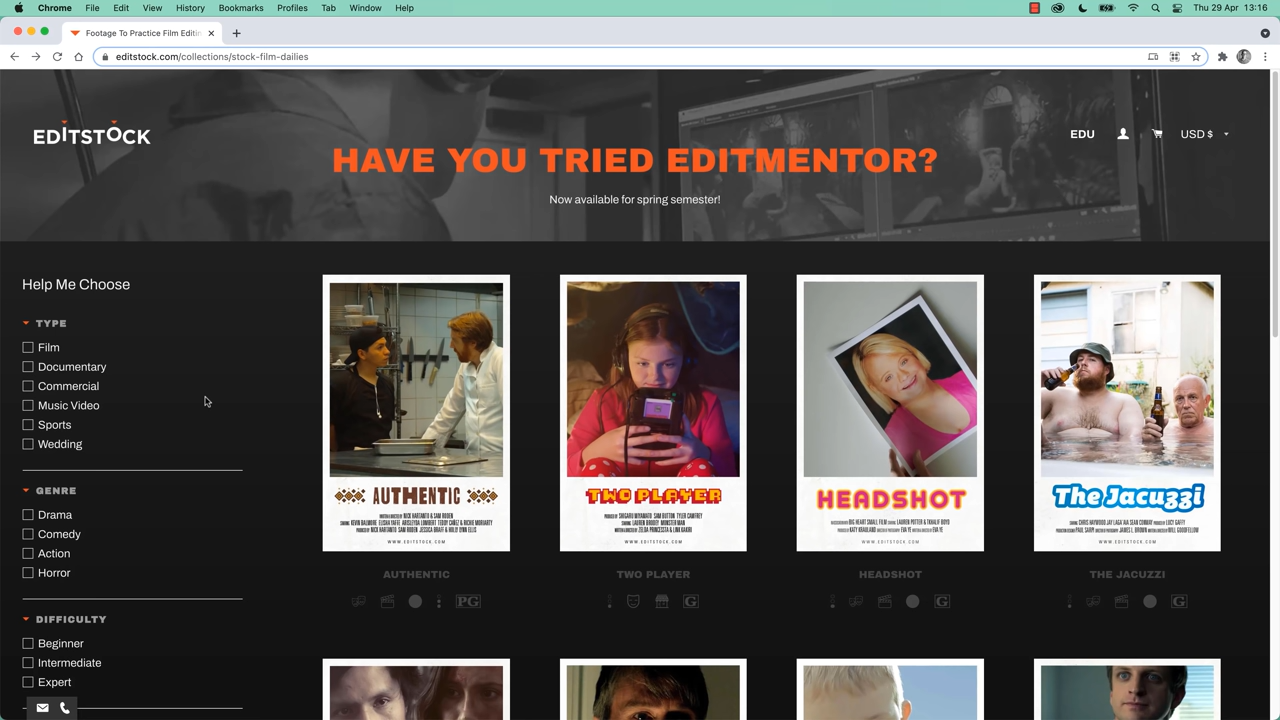 Chrome File Edit View History Bookmarks Profiles Tab Window Help Thu 29 Apr 13:16
Footage To Practice Film Editin
editstock.com/collections/stock-film-dailies
EDITSTOCK
EDU USD $
HAVE YOU TRIED EDITMENTOR?
Now available for spring semester!
Help Me Choose
TYPE
Film
Documentary
Commercial
Music Video
Sports
Wedding
GENRE
Drama
Comedy
Action
Horror
DIFFICULTY
Beginner
Intermediate
Expert
AUTHENTIC
WWW.EDITSTOCK.COM
AUTHENTIC
PG
TWO PLAYER
WWW.EDITSTOCK.COM
TWO PLAYER
G
HEADSHOT
WWW.EDITSTOCK.COM
HEADSHOT
G
The Jacuzzi
WWW.EDITSTOCK.COM
THE JACUZZI
G